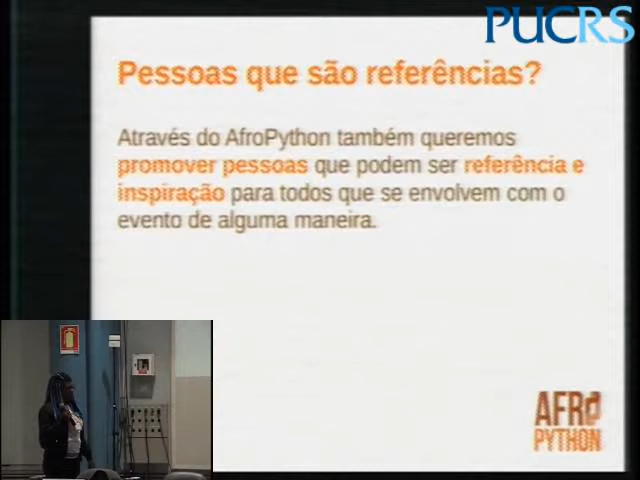 PUCRS
Pessoas que são referências?
Através do AfroPython também queremos
promover pessoas que podem ser referência e
inspiração para todos que se envolvem com o
evento de alguma maneira.
AFRO
PYTHON